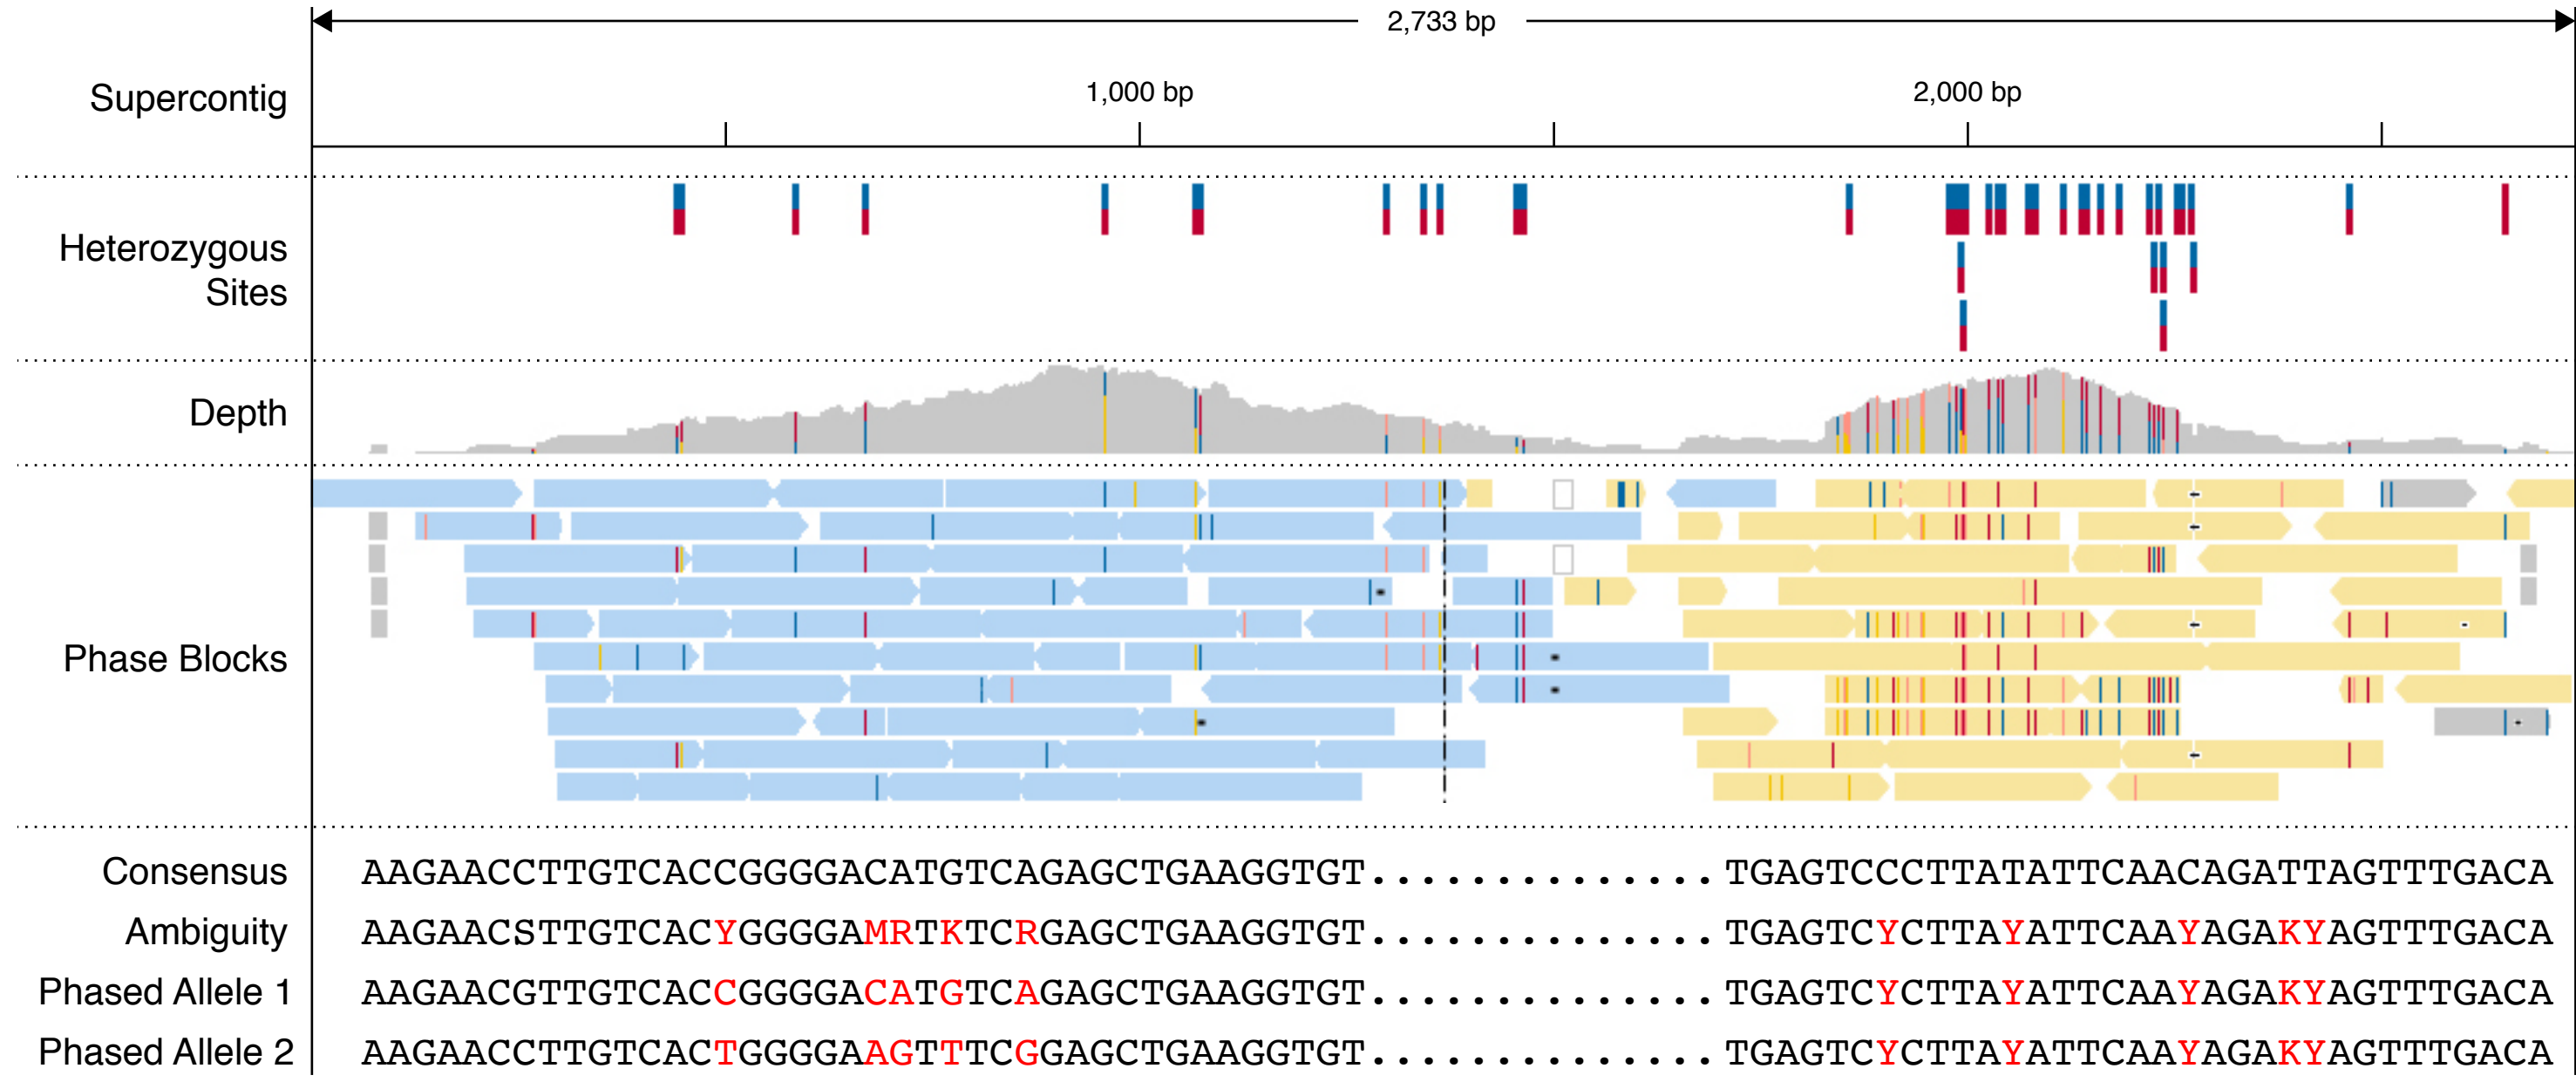 2,733 bp
Supercontig
1,000 bp
2,000 bp
Heterozygous
Sites
Depth
Phase Blocks
Consensus AAGAACCTTGTCACCGGGGACATGTCAGAGCTGAAGGTGT..............TGAGTCCCTTATATTCAACAGATTAGTTTGACA
Ambiguity AAGAACSTTGTCACYGGGGAMRTKTCRGAGCTGAAGGTGT..............TGAGTCYCTTAYATTCAAYAGAKYAGTTTGACA
Phased Allele 1 AAGAACGTTGTCACCGGGGACATGTCAGAGCTGAAGGTGT..............TGAGTCYCTTAYATTCAAYAGAKYAGTTTGACA
Phased Allele 2 AAGAACCTTGTCACTGGGGAAGTTTCGGAGCTGAAGGTGT..............TGAGTCYCTTAYATTCAAYAGAKYAGTTTGACA